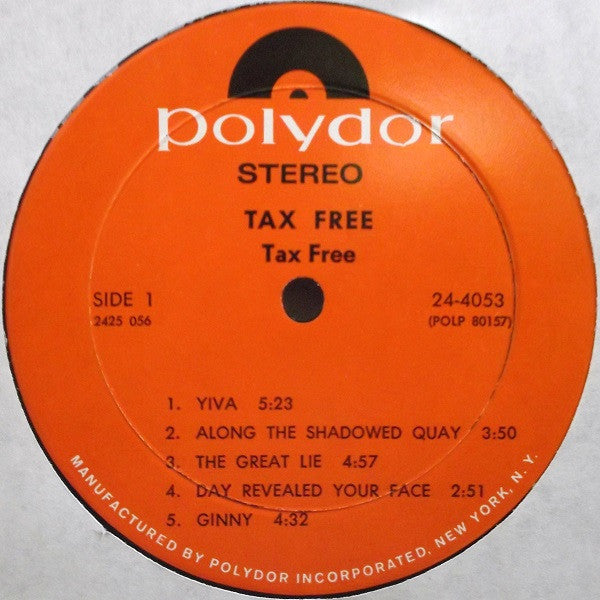 polydor
STEREO
TAX FREE
Tax Free
SIDE 1
2425 056
24-4053
(POLP 80157)
1. YIVA 5:23
2. ALONG THE SHADOWED QUAY 3:50
3. THE GREAT LIE 4:57
4. DAY REVEALED YOUR FACE 2:51
5. GINNY 4:32
MANUFACTURED BY POLYDOR INCORPORATED, NEW YORK, N. Y.